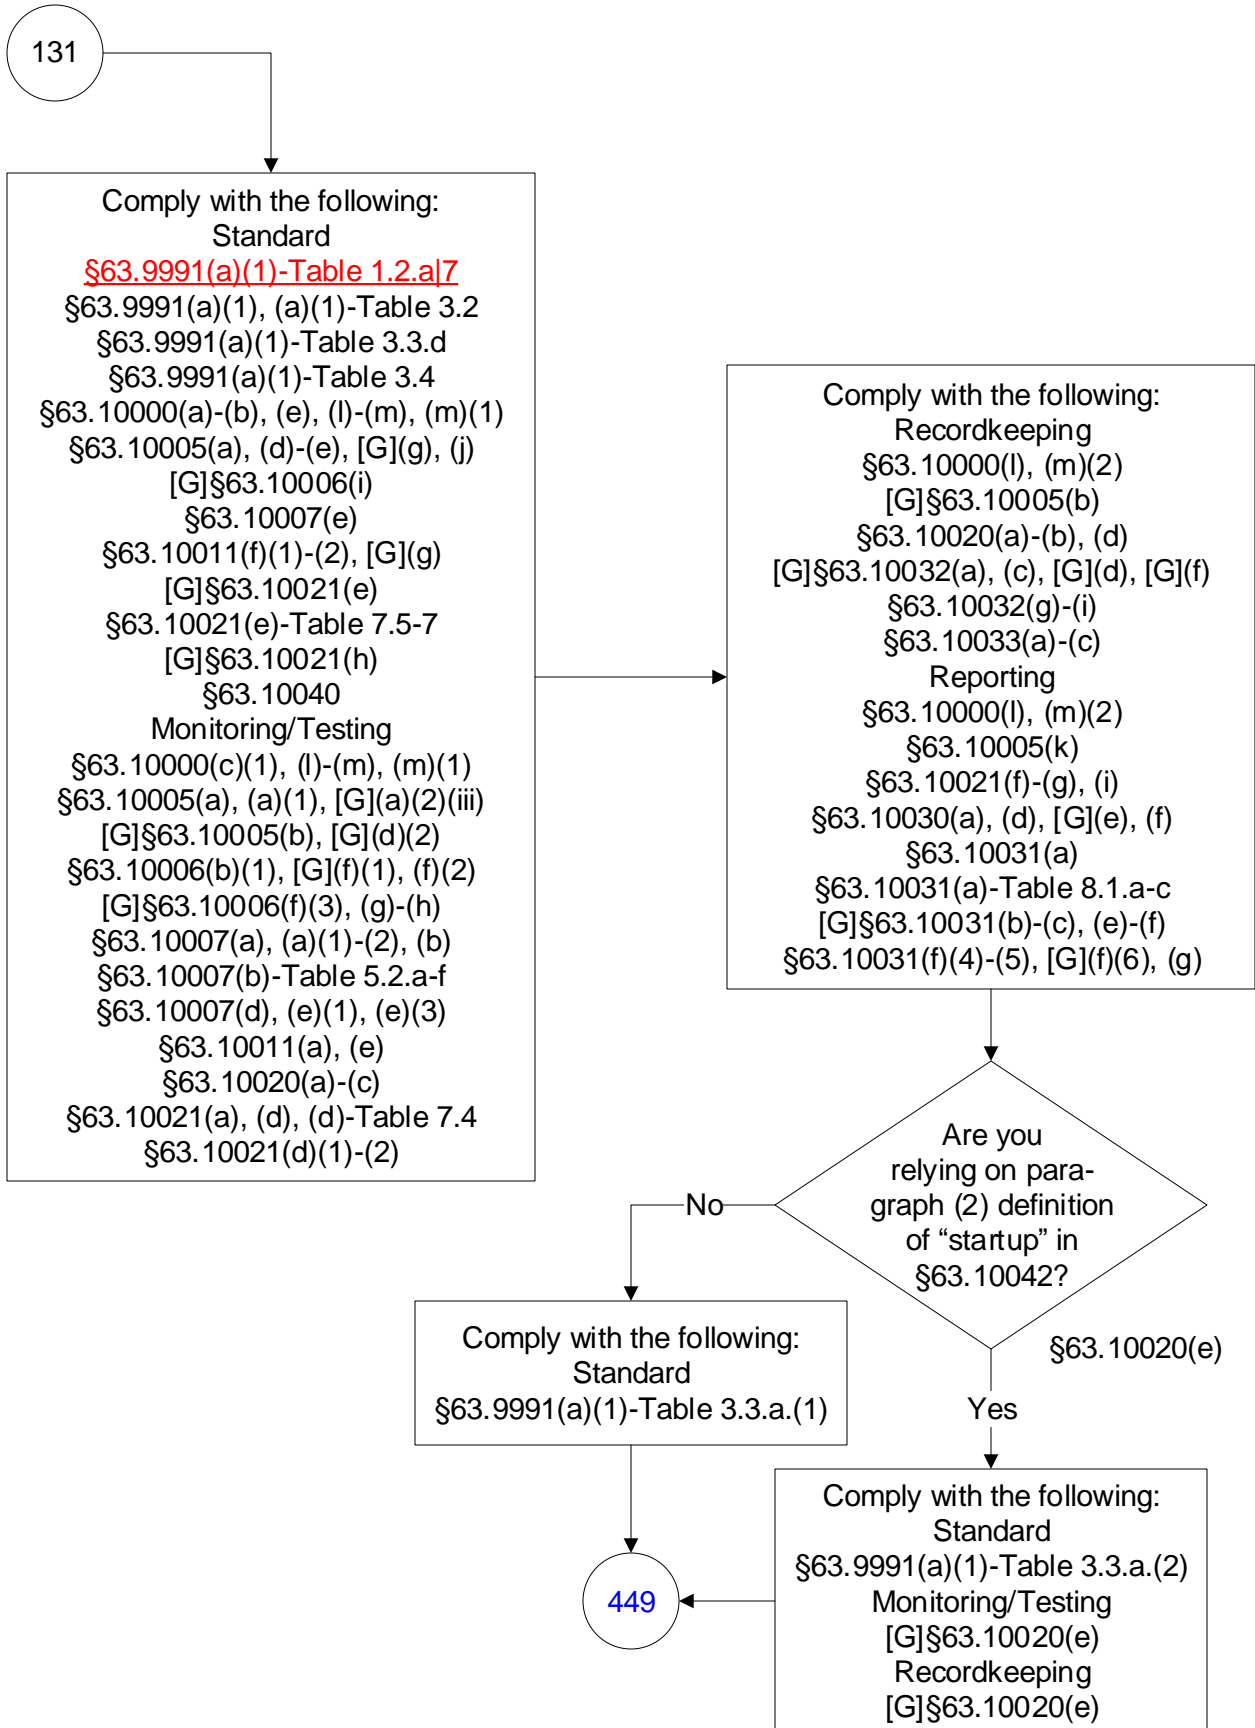 131
Comply with the following:
Standard
§63.9991(a)(1)-Table 1.2.a|7
§63.9991(a)(1), (a)(1)-Table 3.2
§63.9991(a)(1)-Table 3.3.d
§63.9991(a)(1)-Table 3.4
§63.10000(a)-(b), (e), (l)-(m), (m)(1)
§63.10005(a), (d)-(e), [G](g), (j)
[G]§63.10006(i)
§63.10007(e)
§63.10011(f)(1)-(2), [G](g)
[G]§63.10021(e)
§63.10021(e)-Table 7.5-7
[G]§63.10021(h)
§63.10040
Monitoring/Testing
§63.10000(c)(1), (l)-(m), (m)(1)
§63.10005(a), (a)(1), [G](a)(2)(iii)
[G]§63.10005(b), [G](d)(2)
§63.10006(b)(1), [G](f)(1), (f)(2)
[G]§63.10006(f)(3), (g)-(h)
§63.10007(a), (a)(1)-(2), (b)
§63.10007(b)-Table 5.2.a-f
§63.10007(d), (e)(1), (e)(3)
§63.10011(a), (e)
§63.10020(a)-(c)
§63.10021(a), (d), (d)-Table 7.4
§63.10021(d)(1)-(2)
Comply with the following:
Recordkeeping
§63.10000(l), (m)(2)
[G]§63.10005(b)
§63.10020(a)-(b), (d)
[G]§63.10032(a), (c), [G](d), [G](f)
§63.10032(g)-(i)
§63.10033(a)-(c)
Reporting
§63.10000(l), (m)(2)
§63.10005(k)
§63.10021(f)-(g), (i)
§63.10030(a), (d), [G](e), (f)
§63.10031(a)
§63.10031(a)-Table 8.1.a-c
[G]§63.10031(b)-(c), (e)-(f)
§63.10031(f)(4)-(5), [G](f)(6), (g)
Are you
relying on para-
graph (2) definition
of “startup” in
§63.10042?
No
§63.10020(e)
Yes
Comply with the following:
Standard
§63.9991(a)(1)-Table 3.3.a.(1)
Comply with the following:
Standard
§63.9991(a)(1)-Table 3.3.a.(2)
Monitoring/Testing
[G]§63.10020(e)
Recordkeeping
[G]§63.10020(e)
449